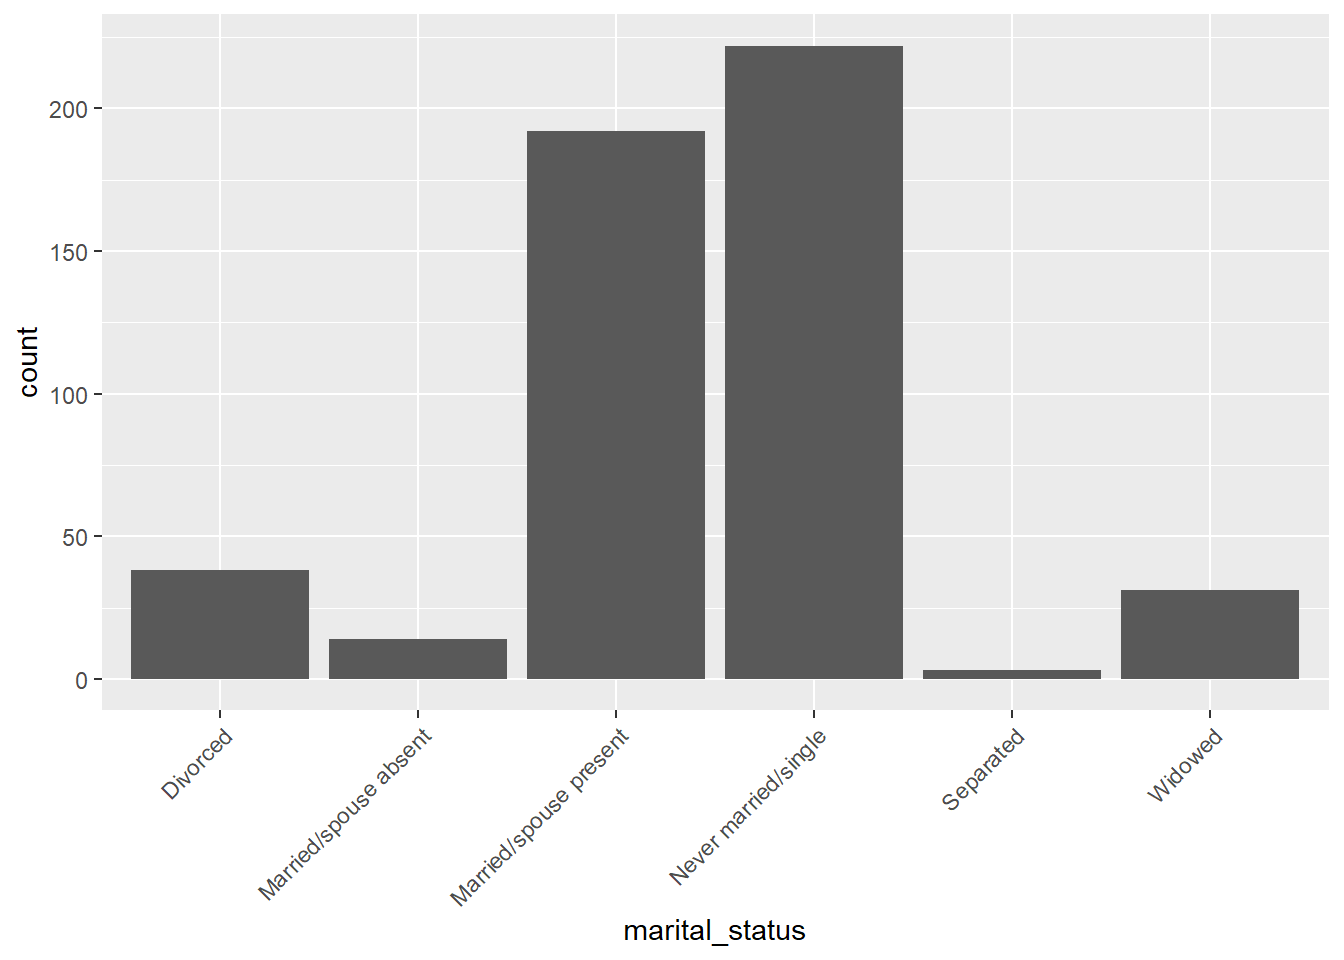 200
150
100
50
0
count
Divorced
Married/spouse absent
Married/spouse present
Never married/single
Separated
Widowed
marital_status